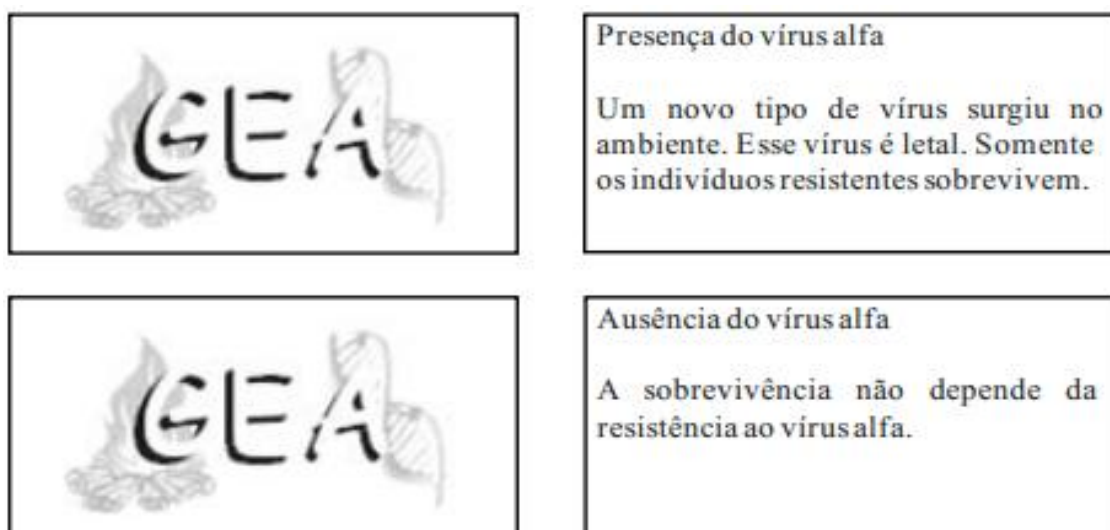 GEA
Presença do vírus alfa
Um novo tipo de vírus surgiu no
ambiente. Esse vírus é letal. Somente
os indivíduos resistentes sobrevivem.
GEA
Ausência do vírus alfa
A sobrevivência não depende da
resistência ao vírus alfa.